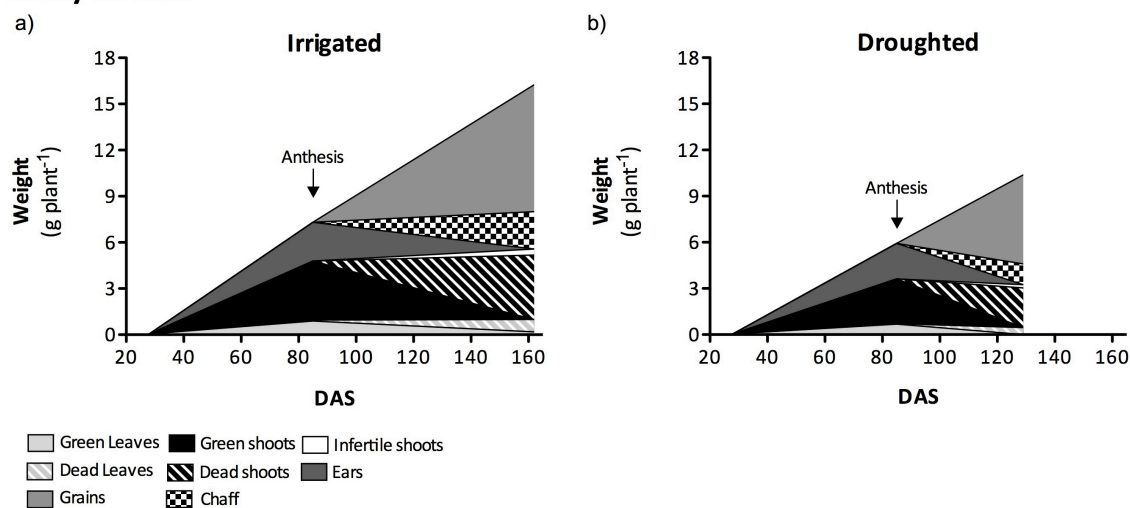 a)
Irrigated
18
15
12
9
6
3
0
Weight
(g plant-1)
Anthesis
20 40 60 80 100 120 140 160
DAS
b)
Droughted
18
15
12
9
6
3
0
Weight
(g plant-1)
Anthesis
20 40 60 80 100 120 140 160
DAS
Green Leaves Green shoots Infertile shoots
Dead Leaves Dead shoots Ears
Grains Chaff